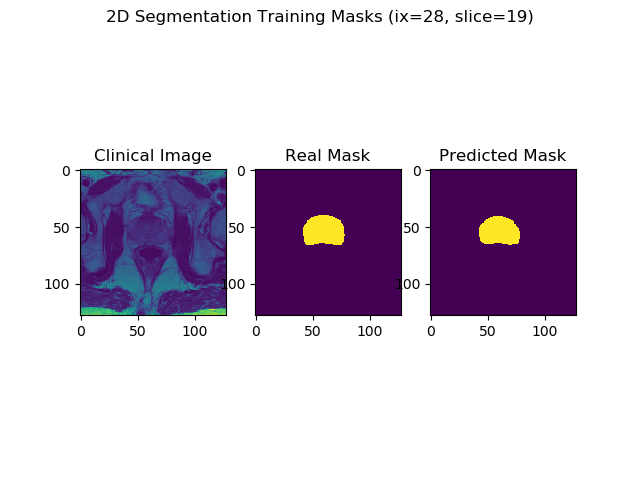 2D Segmentation Training Masks (ix=28, slice=19)
Clinical Image Real Mask Predicted Mask
0 0 0
50 50 50
100 100 100
0 50 100 0 50 100 0 50 100